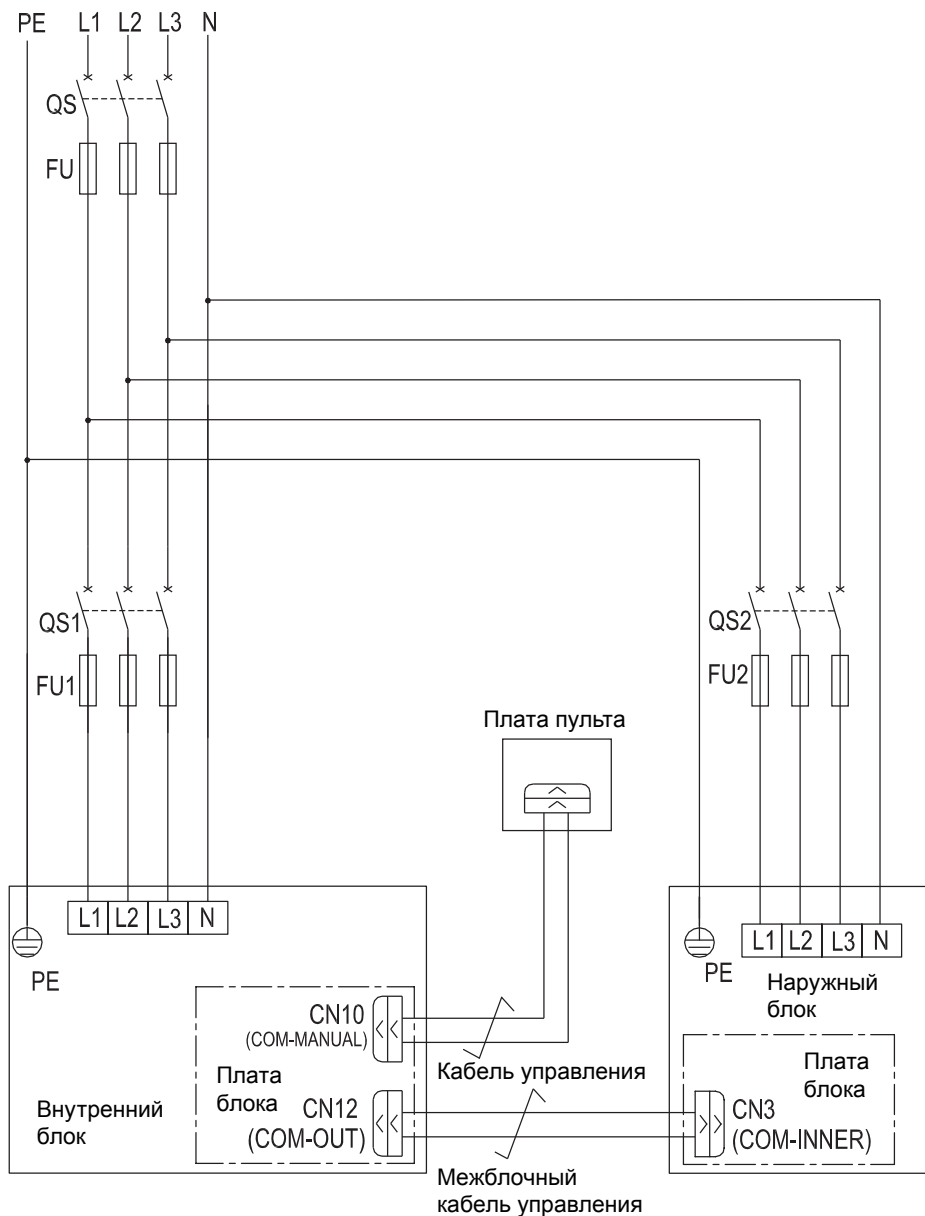 PE L1 L2 L3 N
QS
FU
QS1
FU1
QS2
FU2
Плата пульта
L1 L2 L3 N
PE
L1 L2 L3 N
PE
Наружный
блок
CN10
(COM-MANUAL)
Плата
блока
CN12
(COM-OUT)
Внутренний
блок
Кабель управления
Межблочный
кабель управления
Плата
блока
CN3
(COM-INNER)